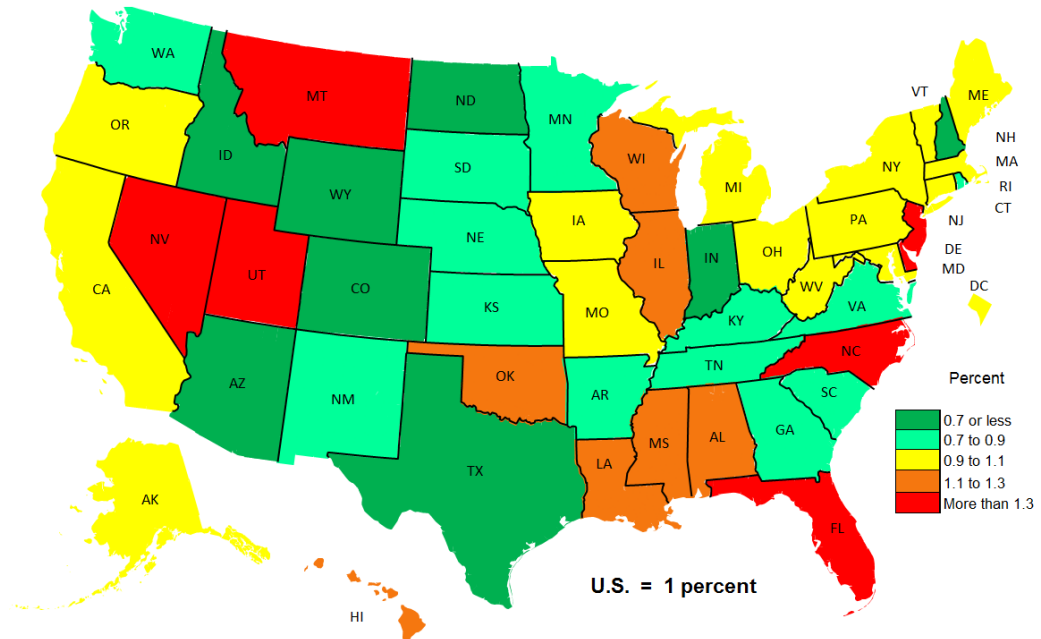 WA
MT
ND
MN
VT
ME
OR
ID
SD
WI
NH
MA
NY
MI
RI
WY
CT
IA
NE
PA
NJ
NV
OH
DE
IN
IL
MD
UT
CA
CO
WV
DC
KS
MO
VA
KY
NC
TN
OK
Percent
AZ
AR
SC
NM
0.7 or less
GA
0.7 to 0.9
AL
MS
0.9 to 1.1
LA
TX
1.1 to 1.3
AK
More than 1.3
FL
U.S. = 1 percent
HI